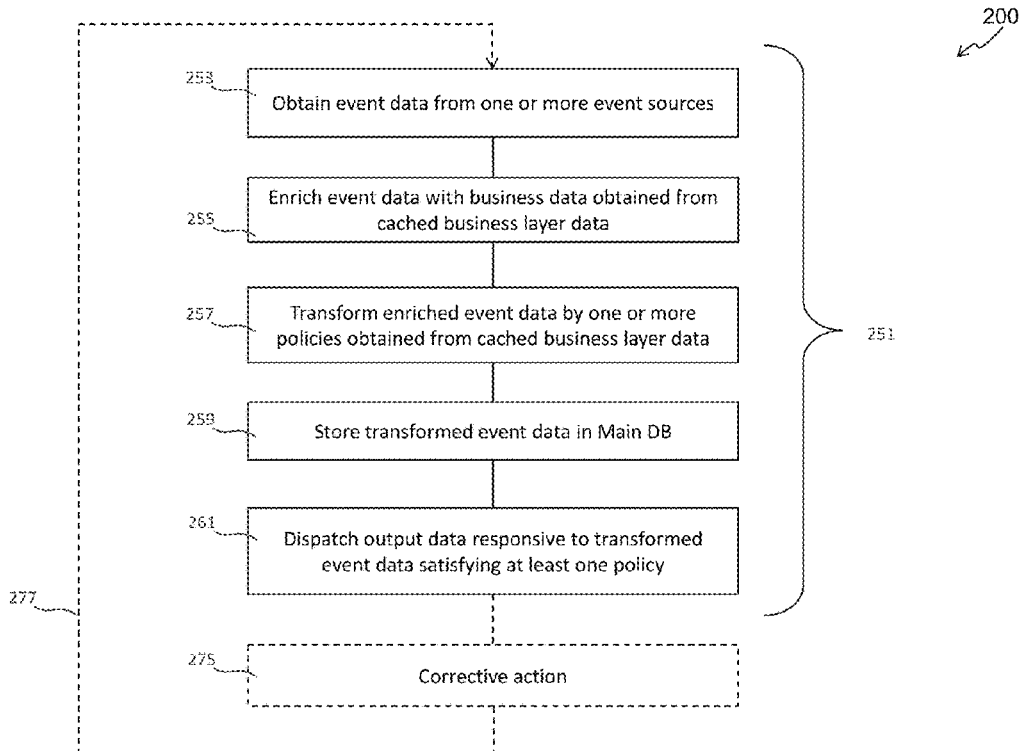 200
253
Obtain event data from one or more event sources
255
Enrich event data with business data obtained from
cached business layer data
257
Transform enriched event data by one or more
policies obtained from cached business layer data
251
259
Store transformed event data in Main DB
261
Dispatch output data responsive to transformed
event data satisfying at least one policy
277
275
Corrective action